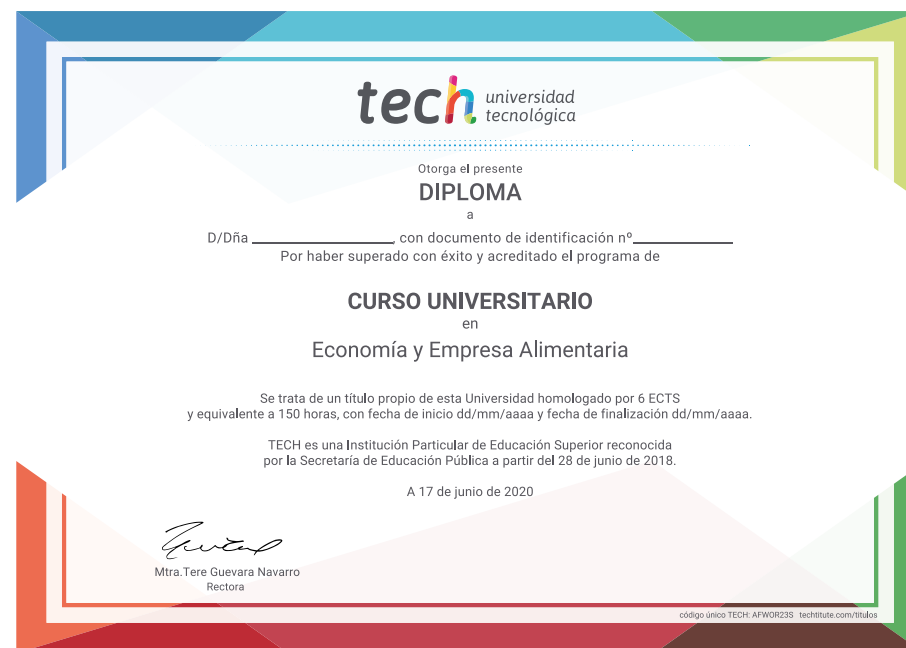 tech universidad
tecnológica
Otorga el presente
DIPLOMA
a
D/Dña ________________, con documento de identificación nº____________
Por haber superado con éxito y acreditado el programa de
CURSO UNIVERSITARIO
en
Economía y Empresa Alimentaria
Se trata de un título propio de esta Universidad homologado por 6 ECTS
y equivalente a 150 horas, con fecha de inicio dd/mm/aaaa y fecha de finalización dd/mm/aaaa.
TECH es una Institución Particular de Educación Superior reconocida
por la Secretaría de Educación Pública a partir del 28 de junio de 2018.
A 17 de junio de 2020
Mtra.Tere Guevara Navarro
Rectora
código único TECH: AFWOR23S techtitute.com/titulos